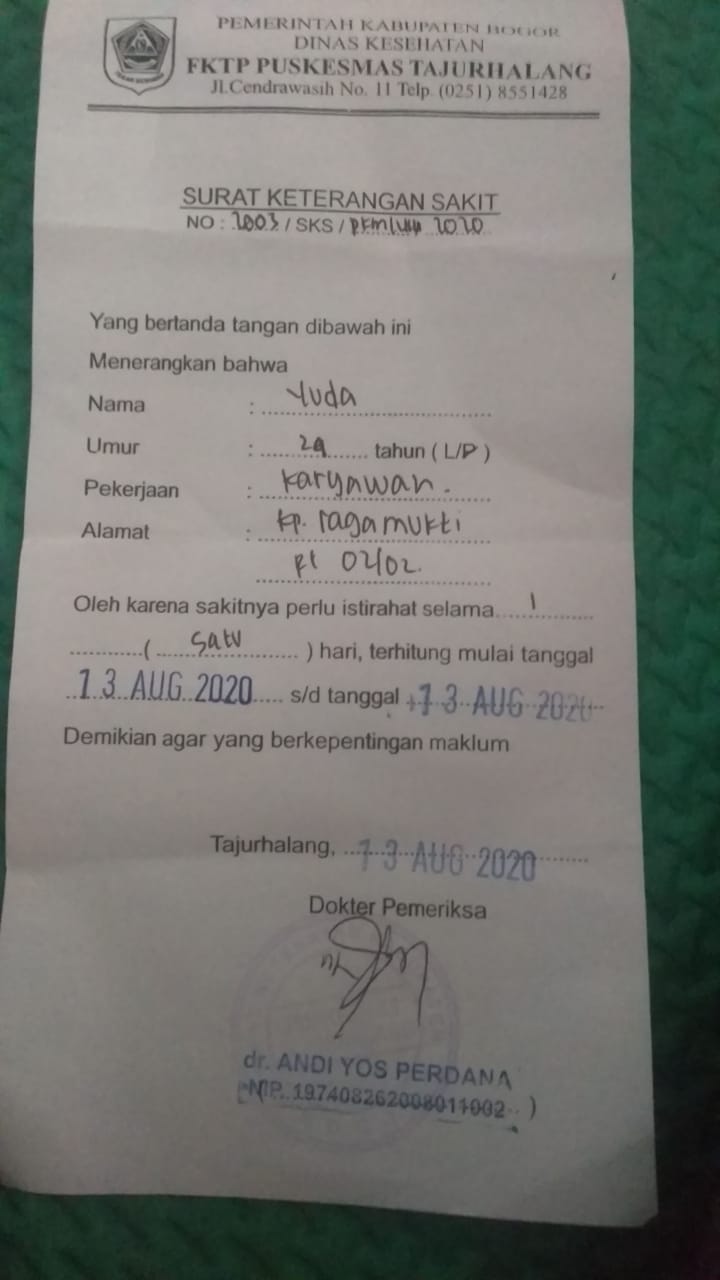 PEMERINTAH KABUPATEN BOGOR
DINAS KESEHATAN
FKTP PUSKESMAS TAJURHALANG
Jl.Cendrawasih No. 11 Telp. (0251) 8551428
SURAT KETERANGAN SAKIT
NO : 2003 / SKS / 2020
Yang bertanda tangan dibawah ini
Menerangkan bahwa
Nama : Yuda
Umur : 29 tahun ( L/P )
Pekerjaan : Karyawan.
Alamat : Kp. ragamukti
Rt 02/02.
Oleh karena sakitnya perlu istirahat selama 1
( satu ) hari, terhitung mulai tanggal
13 AUG 2020 s/d tanggal 13 AUG 2020
Demikian agar yang berkepentingan maklum
Tajurhalang, 13 AUG 2020
Dokter Pemeriksa
dr. ANDI YOS PERDANA
( NIP. 197408262008011002 )